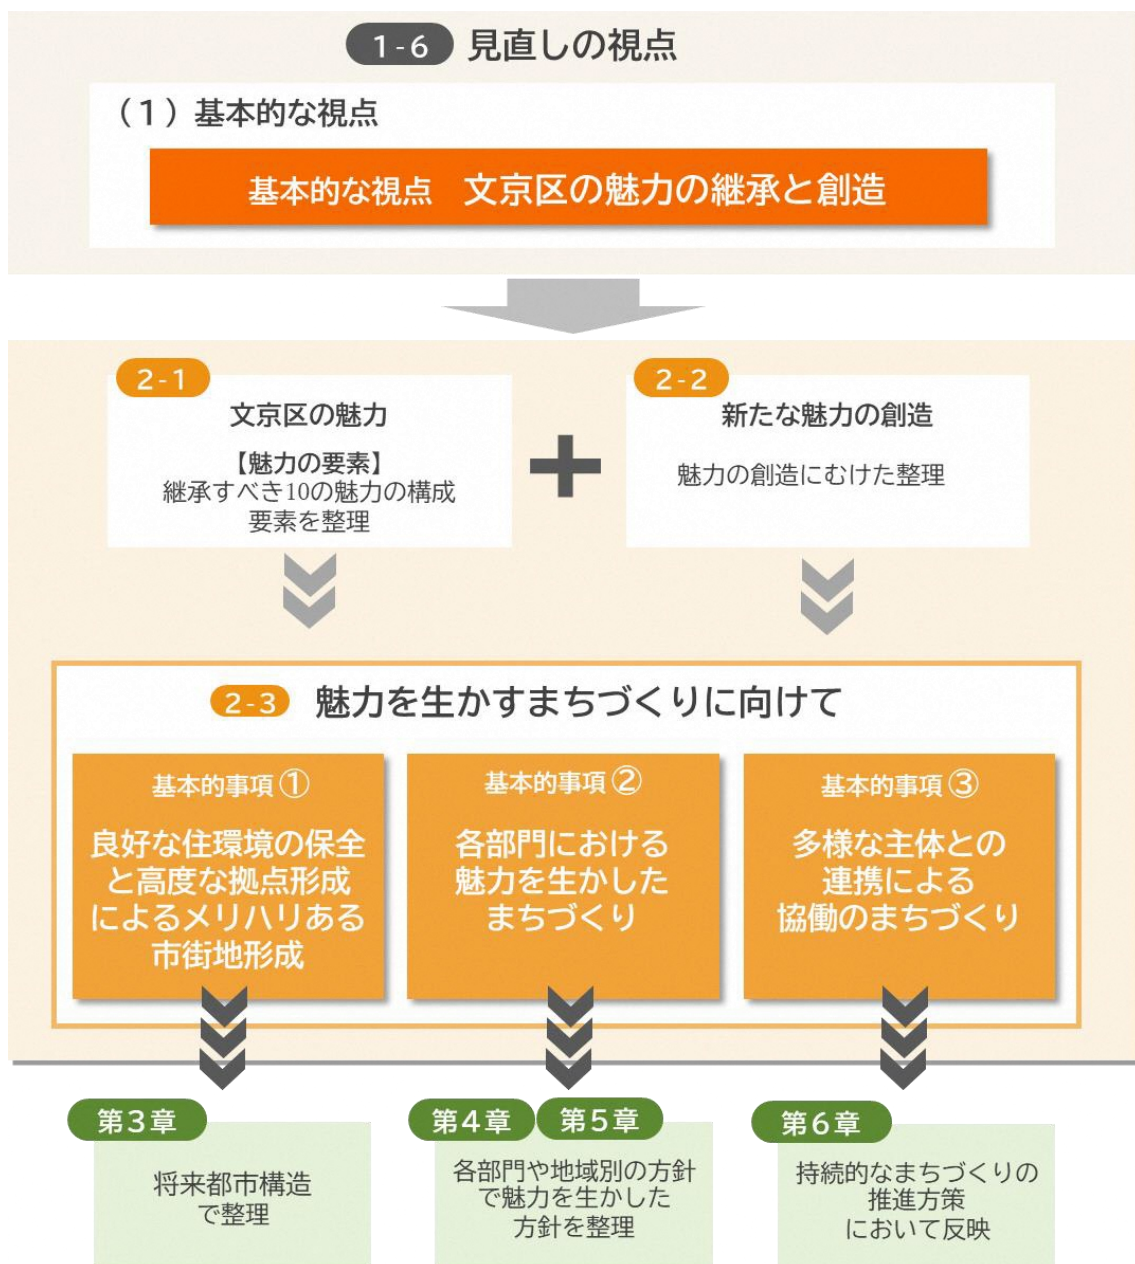 1-6 見直しの視点
（１）基本的な視点
基本的な視点 文京区の魅力の継承と創造
2-1
文京区の魅力
【魅力の要素】
継承すべき10の魅力の構成
要素を整理
2-2
新たな魅力の創造
魅力の創造にむけた整理
2-3 魅力を生かすまちづくりに向けて
基本的事項①
良好な住環境の保全
と高度な拠点形成
によるメリハリある
市街地形成
基本的事項②
各部門における
魅力を生かした
まちづくり
基本的事項③
多様な主体との
連携による
協働のまちづくり
第３章
将来都市構造
で整理
第４章 第５章
各部門や地域別の方針
で魅力を生かした
方針を整理
第６章
持続的なまちづくりの
推進方策
において反映